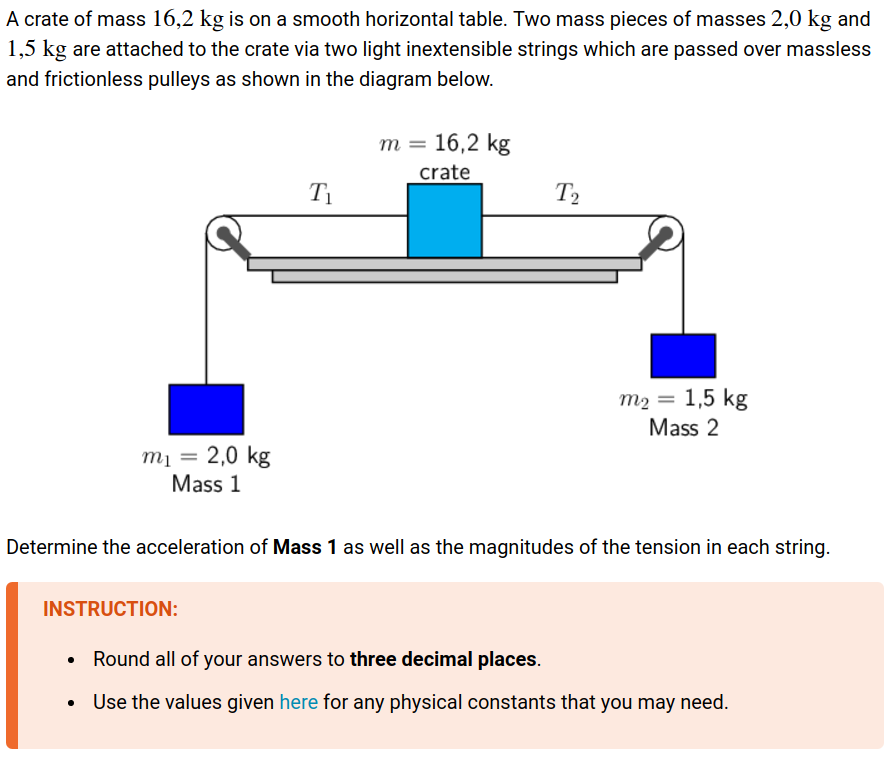 A crate of mass 16,2 kg is on a smooth horizontal table. Two mass pieces of masses 2,0 kg and
1,5 kg are attached to the crate via two light inextensible strings which are passed over massless
and frictionless pulleys as shown in the diagram below.
m = 16,2 kg
crate
T₁
T₂
m₂ = 1,5 kg
Mass 2
m₁ = 2,0 kg
Mass 1
Determine the acceleration of Mass 1 as well as the magnitudes of the tension in each string.
INSTRUCTION:
• Round all of your answers to three decimal places.
• Use the values given here for any physical constants that you may need.